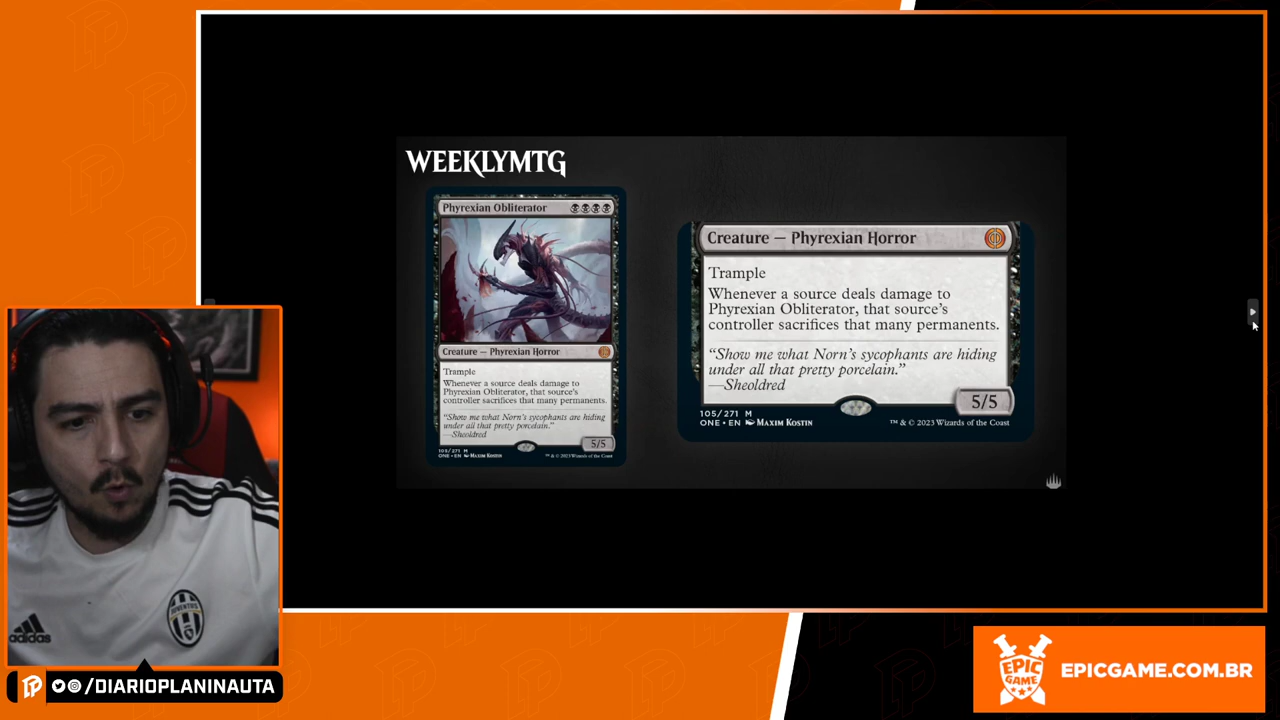 WEEKLYMTG
Phyrexian Obliterator
Creature — Phyrexian Horror
Trample
Whenever a source deals damage to
Phyrexian Obliterator, that source's
controller sacrifices that many permanents.
“Show me what Norn's sycophants are hiding
under all that pretty porcelain.”
—Sheoldred
5/5
105/271 M
ONE • EN MAXIM KOSTIN
™ & © 2023 Wizards of the Coast
Creature — Phyrexian Horror
Trample
Whenever a source deals damage to
Phyrexian Obliterator, that source's
controller sacrifices that many permanents.
“Show me what Norn's sycophants are hiding
under all that pretty porcelain.”
—Sheoldred
5/5
105/271 M
ONE • EN MAXIM KOSTIN
™ & © 2023 Wizards of the Coast
JUVENTUS
adidas
/DIARIOPLANINAUTA
EPIC
GAME
EPICGAME.COM.BR